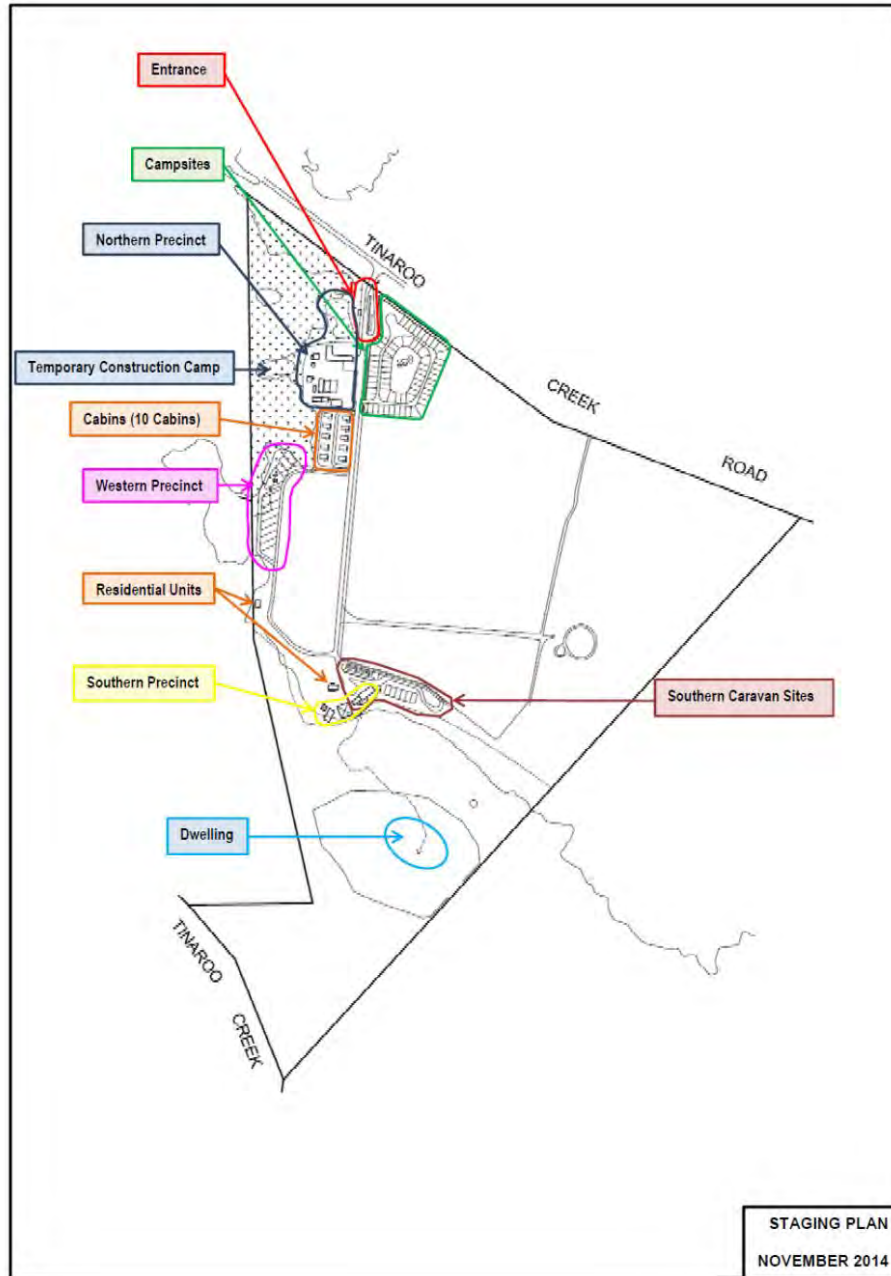 Entrance
Campsites
Northern Precinct
TINAROO
Temporary Construction Camp
CREEK
Cabins (10 Cabins)
ROAD
Western Precinct
Residential Units
Southern Precinct
Southern Caravan Sites
Dwelling
TINAROO
CREEK
STAGING PLAN
NOVEMBER 2014